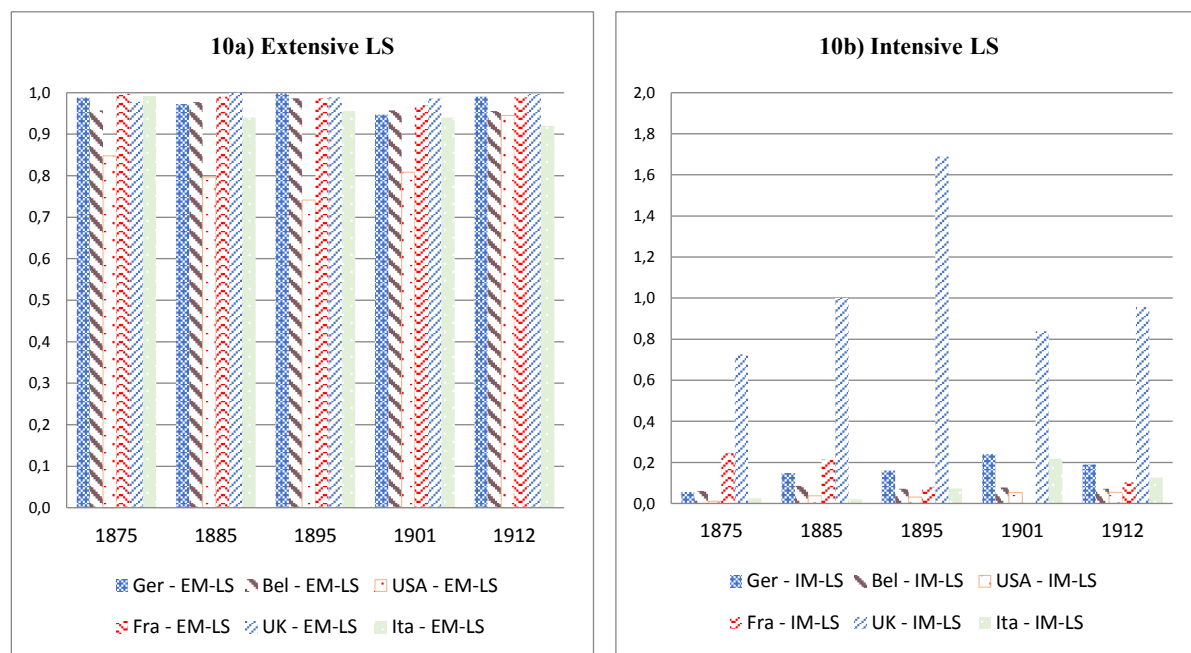 10a) Extensive LS
1,0
0,9
0,8
0,7
0,6
0,5
0,4
0,3
0,2
0,1
0,0
1875 1885 1895 1901 1912
Ger - EM-LS Bel - EM-LS USA - EM-LS
Fra - EM-LS UK - EM-LS Ita - EM-LS
10b) Intensive LS
2,0
1,8
1,6
1,4
1,2
1,0
0,8
0,6
0,4
0,2
0,0
1875 1885 1895 1901 1912
Ger - IM-LS Bel - IM-LS USA - IM-LS
Fra - IM-LS UK - IM-LS Ita - IM-LS